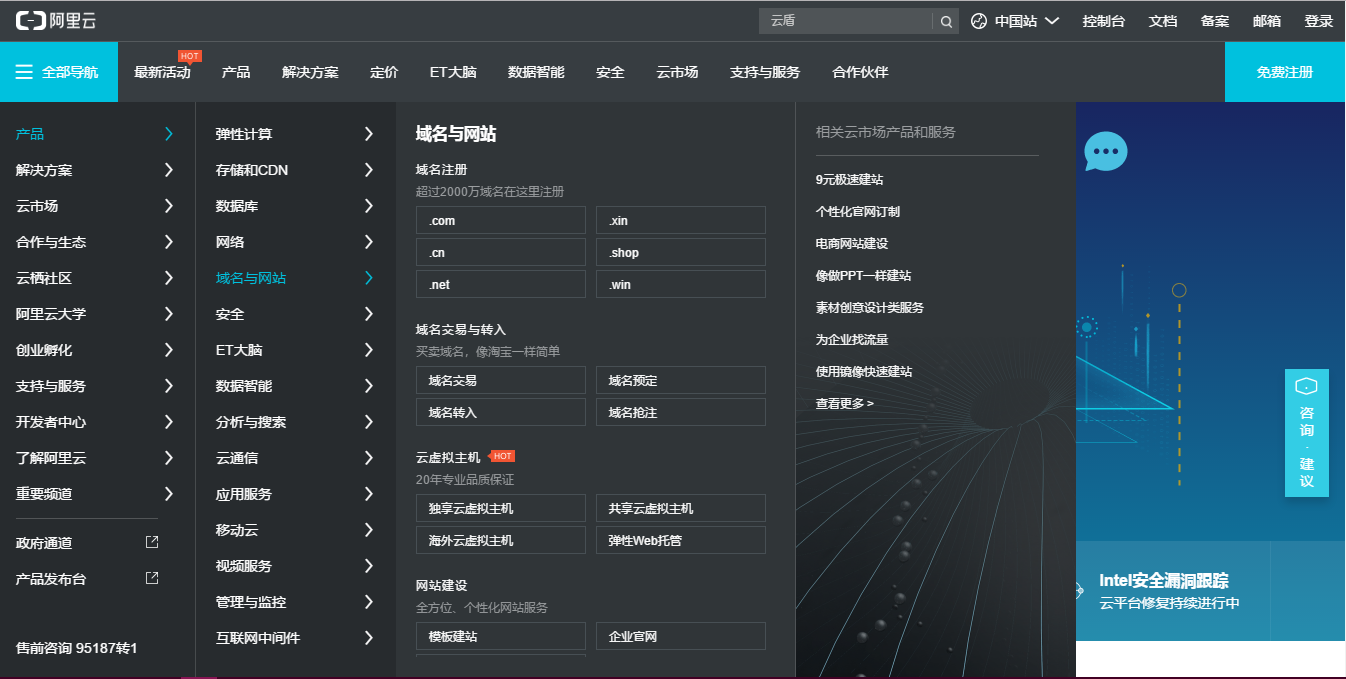 阿里云
云盾
中国站
控制台
文档
备案
邮箱
登录
全部导航
最新活动
HOT
产品
解决方案
定价
ET大脑
数据智能
安全
云市场
支持与服务
合作伙伴
免费注册
产品
解决方案
云市场
合作与生态
云栖社区
阿里云大学
创业孵化
支持与服务
开发者中心
了解阿里云
重要频道
政府通道
产品发布台
售前咨询 95187转1
弹性计算
存储和CDN
数据库
网络
域名与网站
安全
ET大脑
数据智能
分析与搜索
云通信
应用服务
移动云
视频服务
管理与监控
互联网中间件
域名与网站
域名注册
超过2000万域名在这里注册
.com
.xin
.cn
.shop
.net
.win
域名交易与转入
买卖域名，像淘宝一样简单
域名交易
域名预定
域名转入
域名抢注
云虚拟主机
HOT
20年专业品质保证
独享云虚拟主机
共享云虚拟主机
海外云虚拟主机
弹性Web托管
网站建设
全方位、个性化网站服务
模板建站
企业官网
相关云市场产品和服务
9元极速建站
个性化官网订制
电商网站建设
像做PPT一样建站
素材创意设计类服务
为企业找流量
使用镜像快速建站
查看更多 >
咨询·建议
Intel安全漏洞跟踪
云平台修复持续进行中